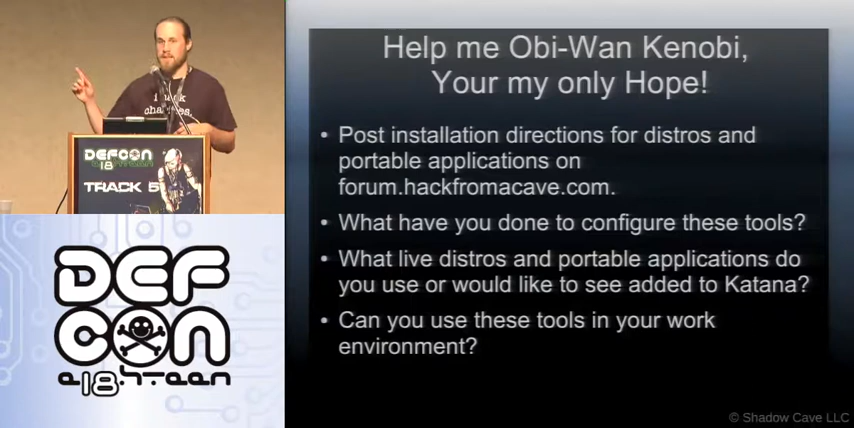 DEFCON
TRACK 5
DEF
CON
Help me Obi-Wan Kenobi,
Your my only Hope!
• Post installation directions for distros and
portable applications on
forum.hackfromacave.com.
• What have you done to configure these tools?
• What live distros and portable applications do
you use or would like to see added to Katana?
• Can you use these tools in your work
environment?
© Shadow Cave LLC